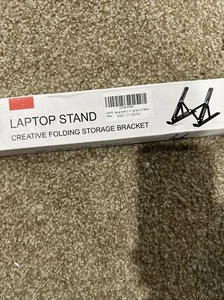 LAPTOP STAND
CREATIVE FOLDING STORAGE BRACKET